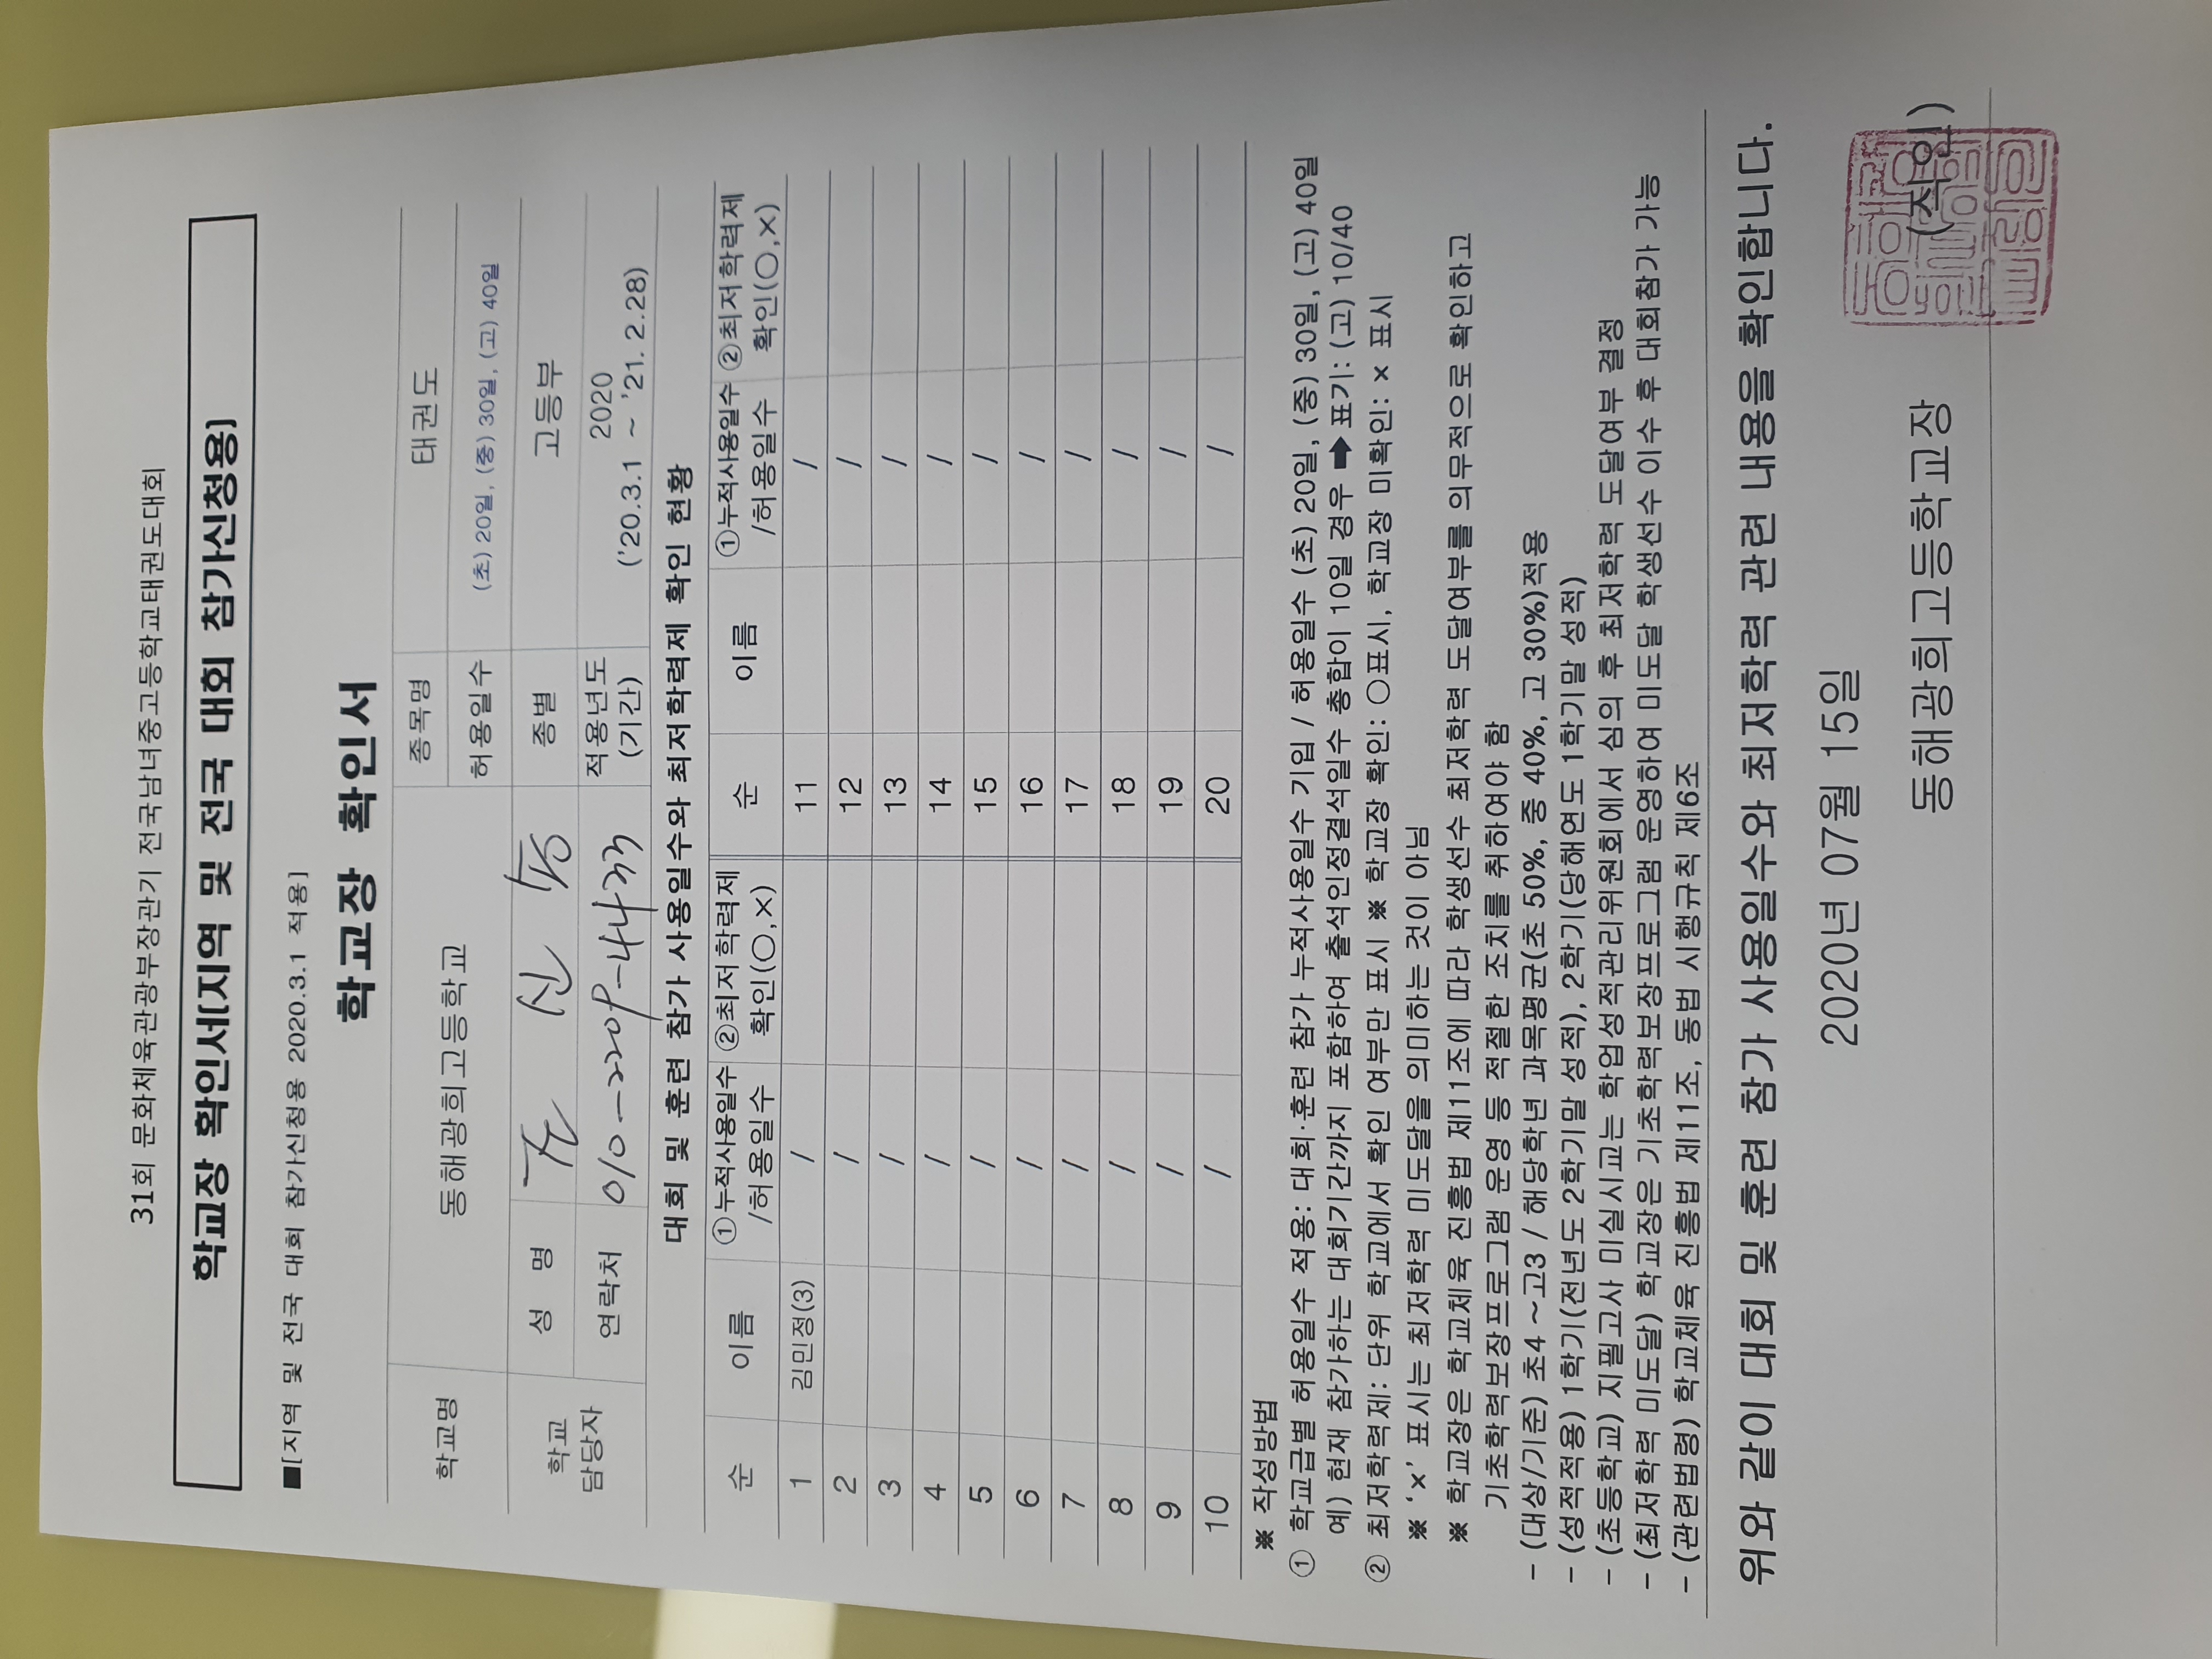 31회 문화체육관광부장관기 전국남녀중고등학교태권도대회
학교장 확인서(지역 및 전국 대회 참가신청용)
■[지역 및 전국 대회 참가신청용 2020.3.1 적용]
학교장 확인서
학교명 동해광희고등학교 종목명 태권도
허용일수 (초) 20일, (중) 30일, (고) 40일
학교 담당자 성 명 신 종별 고등부
연락처 010-2209-4433 적용년도 (기간) 2020 ('20.3.1 ~ '21. 2.28)
대회 및 훈련 참가 사용일수와 최저학력제 확인 현황
순 이름 ①누적사용일수 /허용일수 ②최저학력제 확인(○,×) 순 이름 ①누적사용일수 /허용일수 ②최저학력제 확인(○,×)
1 김민정(3) / 11 /
2 / 12 /
3 / 13 /
4 / 14 /
5 / 15 /
6 / 16 /
7 / 17 /
8 / 18 /
9 / 19 /
10 / 20 /
※ 작성방법
① 학교급별 허용일수 적용: 대회·훈련 참가 누적사용일수 기입 / 허용일수 (초) 20일, (중) 30일, (고) 40일
예) 현재 참가하는 대회기간까지 포함하여 출석인정결석일수 총합이 10일 경우 ➡ 표기: (고) 10/40
② 최저학력제: 단위 학교에서 확인 여부만 표시 ※ 학교장 확인: ○표시, 학교장 미확인: × 표시
※ '×' 표시는 최저학력 미도달을 의미하는 것이 아님
※ 학교장은 학교체육 진흥법 제11조에 따라 학생선수 최저학력 도달여부를 의무적으로 확인하고
기초학력보장프로그램 운영 등 적절한 조치를 취하여야 함
- (대상/기준) 초4 ~ 고3 / 해당학년 과목평균(초 50%, 중 40%, 고 30%)적용
- (성적적용) 1학기(전년도 2학기말 성적), 2학기(당해연도 1학기말 성적)
- (초등학교) 지필고사 미실시교는 학업성적관리위원회에서 심의 후 최저학력 도달여부 결정
- (최저학력 미도달) 학교장은 기초학력보장프로그램 운영하여 미도달 학생선수 이수 후 대회참가 가능
- (관련법령) 학교체육 진흥법 제11조, 동법 시행규칙 제6조
위와 같이 대회 및 훈련 참가 사용일수와 최저학력 관련 내용을 확인합니다.
2020년 07월 15일
동해광희고등학교장 (직인)